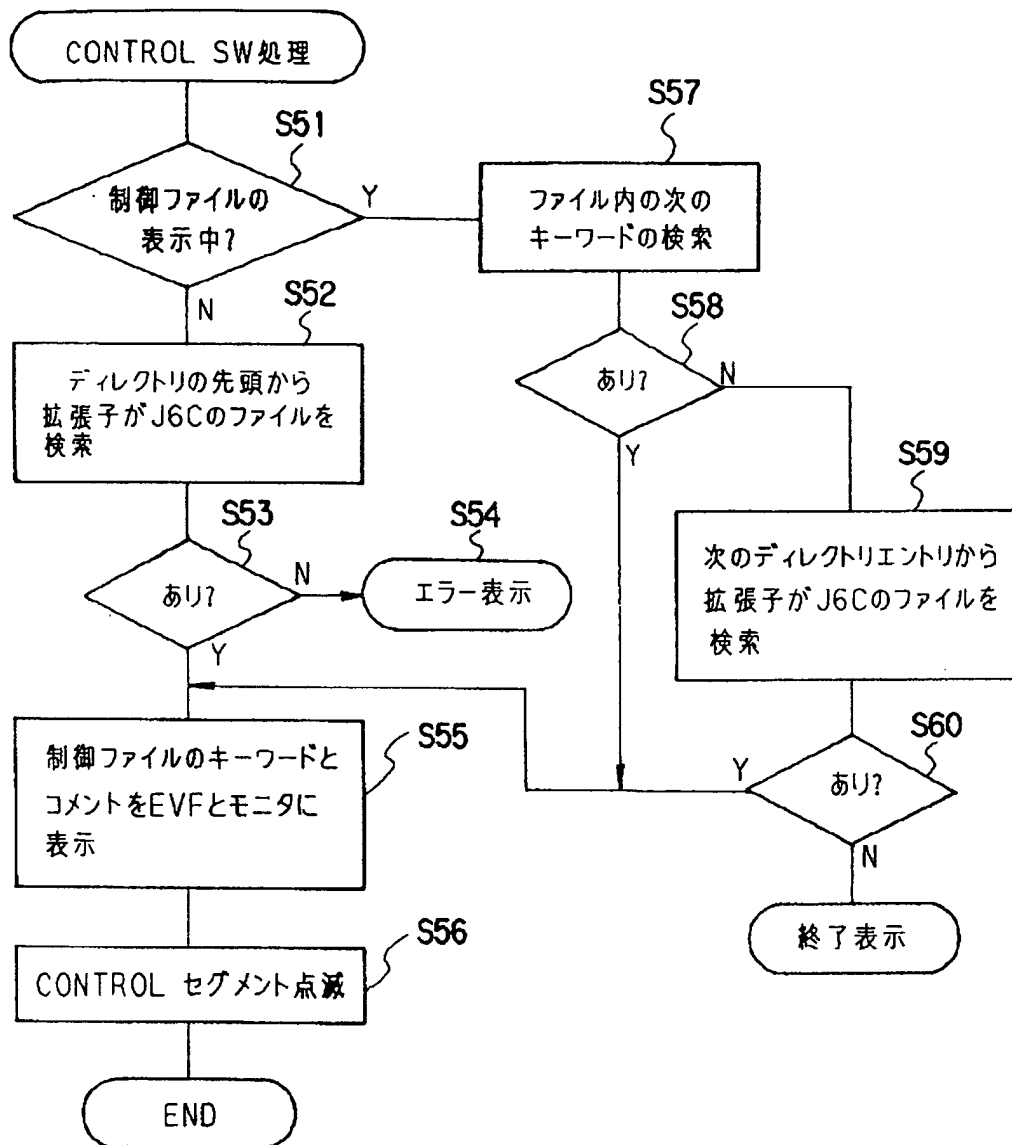 CONTROL SW処理
S51
制御ファイルの
表示中?
Y
N
S52
ディレクトリの先頭から
拡張子がJ6Cのファイルを
検索
S53
あり?
N
Y
S54
エラー表示
制御ファイルのキーワードと
コメントをEVFとモニタに
表示
S55
CONTROL セグメント点滅
S56
END
S57
ファイル内の次の
キーワードの検索
S58
あり?
N
Y
S59
次のディレクトリエントリから
拡張子がJ6Cのファイルを
検索
S60
あり?
Y
N
終了表示